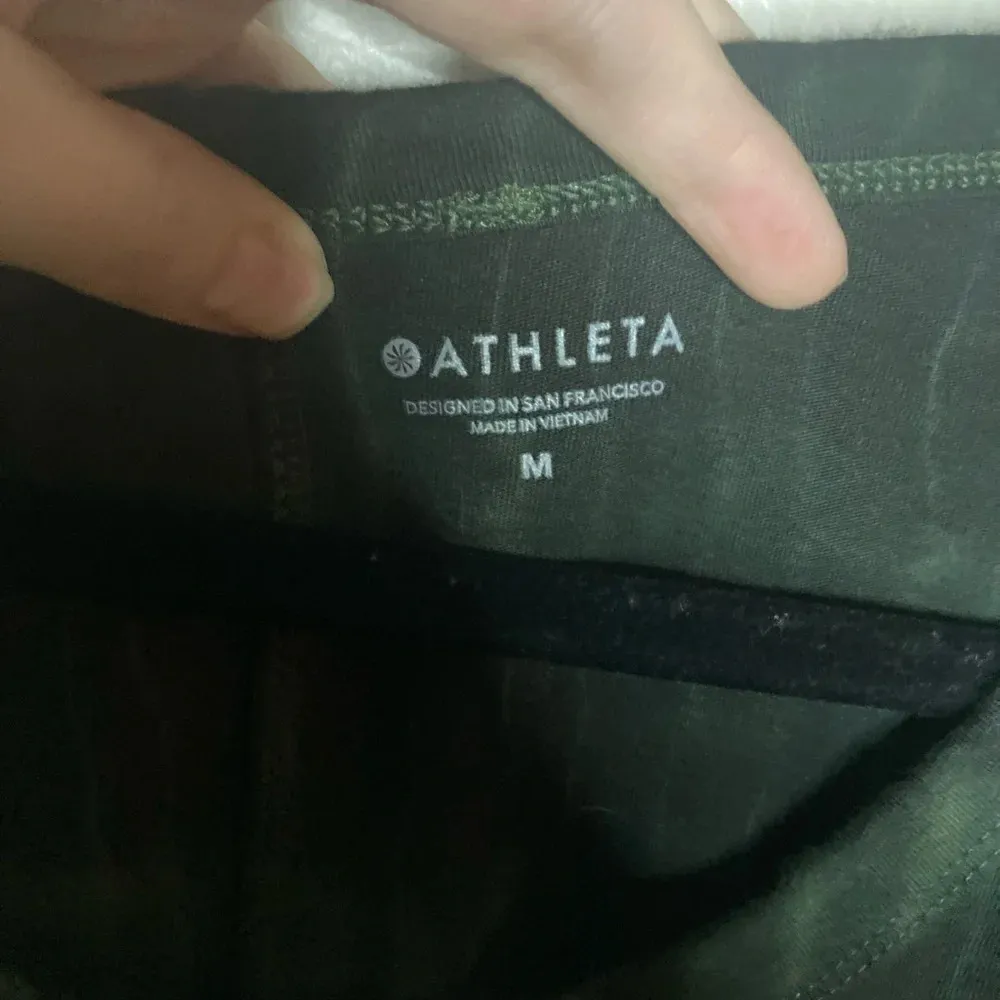 ATHLETA
DESIGNED IN SAN FRANCISCO
MADE IN VIETNAM
M